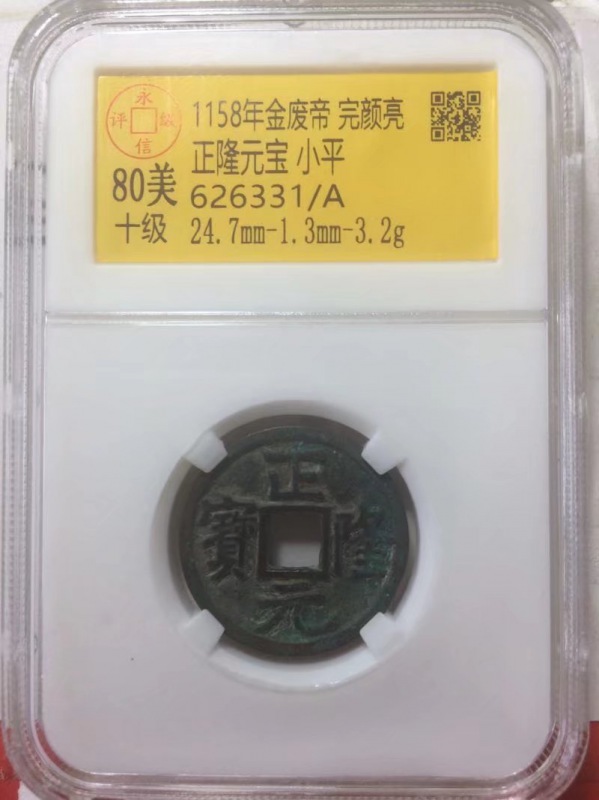 永
信
评级
1158年金废帝 完颜亮
正隆元宝 小平
80美 626331/A
十级 24.7mm-1.3mm-3.2g
正
隆
元
寶